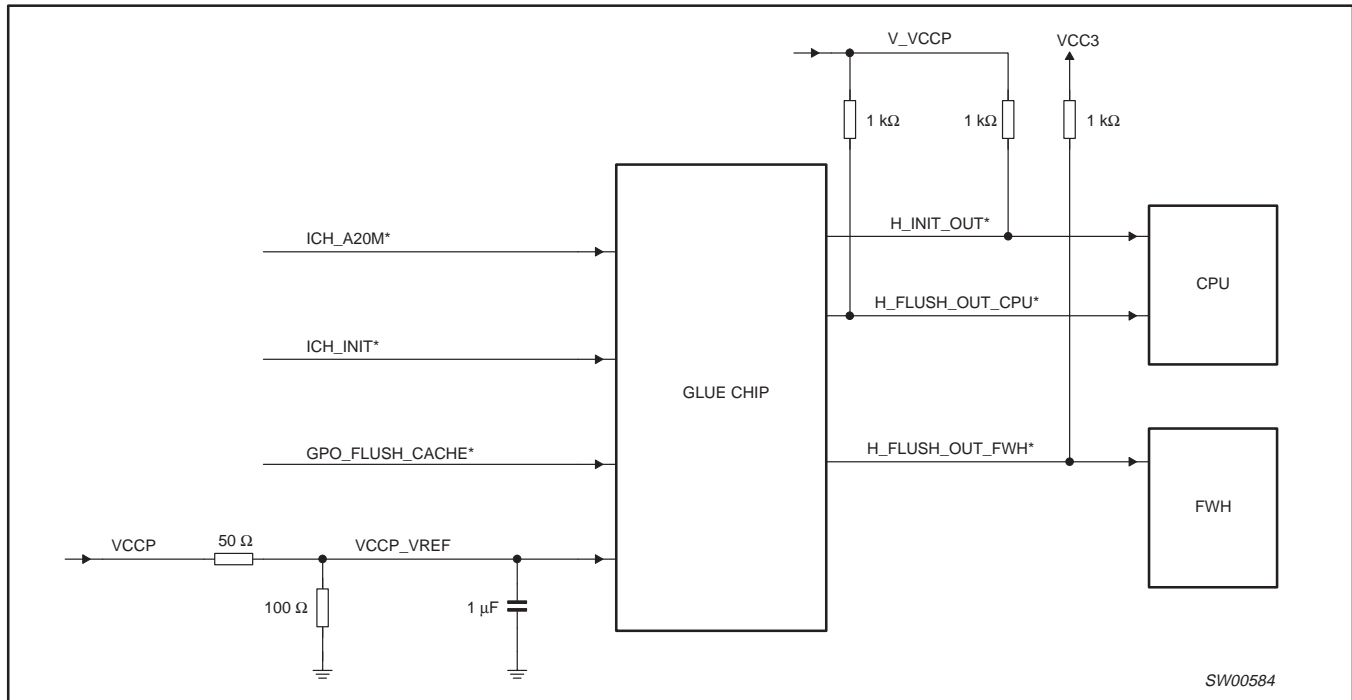 V_VCCP
VCC3
1 kΩ
1 kΩ
1 kΩ
ICH_A20M*
H_INIT_OUT*
CPU
H_FLUSH_OUT_CPU*
ICH_INIT*
GLUE CHIP
GPO_FLUSH_CACHE*
H_FLUSH_OUT_FWH*
FWH
VCCP
50 Ω
VCCP_VREF
100 Ω
1 μF
SW00584